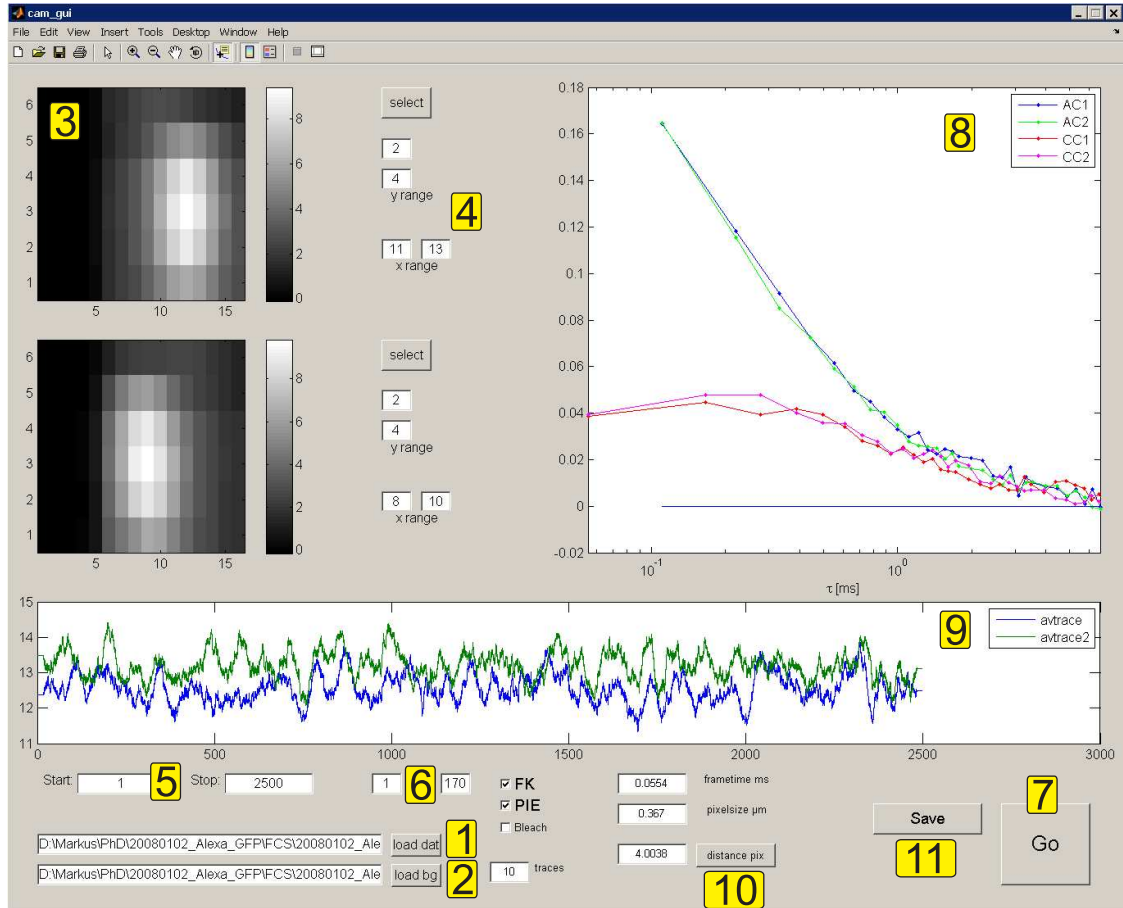 cam_gui
File Edit View Insert Tools Desktop Window Help
3
6
5
4
3
2
1
5 10 15
8
6
4
2
0
select
2
4
y range
4
11 13
x range
6
5
4
3
2
1
5 10 15
8
6
4
2
0
select
2
4
y range
8 10
x range
8
AC1
AC2
CC1
CC2
0.18
0.16
0.14
0.12
0.1
0.08
0.06
0.04
0.02
0
-0.02
10⁻¹ 10⁰
τ [ms]
9
avtrace
avtrace2
15
14
13
12
11
0 500 1000 1500 2000 2500 3000
Start: 1 5 Stop: 2500 1 6 170
FK
PIE
Bleach
0.0554 frametime ms
0.367 pixelsize µm
4.0038 distance pix
10
Save
11
7
Go
D:\Markus\PhD\20080102_Alexa_GFP\FCS\20080102_Ale load dat 1
D:\Markus\PhD\20080102_Alexa_GFP\FCS\20080102_Ale load bg 2
10 traces